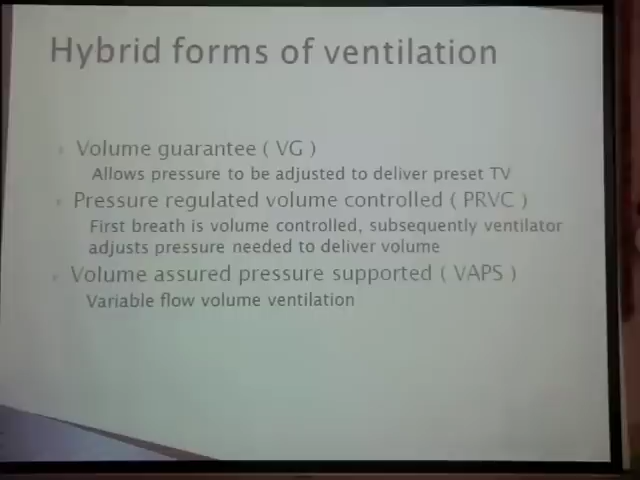 Hybrid forms of ventilation
Volume guarantee ( VG )
Allows pressure to be adjusted to deliver preset TV
Pressure regulated volume controlled ( PRVC )
First breath is volume controlled, subsequently ventilator
adjusts pressure needed to deliver volume
Volume assured pressure supported ( VAPS )
Variable flow volume ventilation